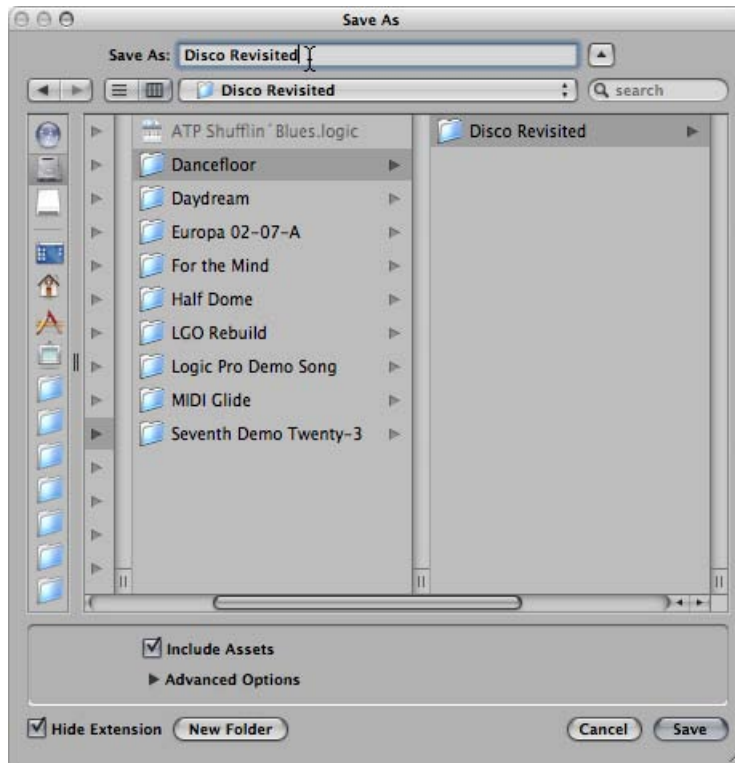 Save As
Save As: Disco Revisited
Disco Revisited
search
ATP Shufflin´Blues.logic
Dancefloor
Daydream
Europa 02-07-A
For the Mind
Half Dome
LGO Rebuild
Logic Pro Demo Song
MIDI Glide
Seventh Demo Twenty-3
Disco Revisited
Include Assets
Advanced Options
Hide Extension New Folder Cancel Save